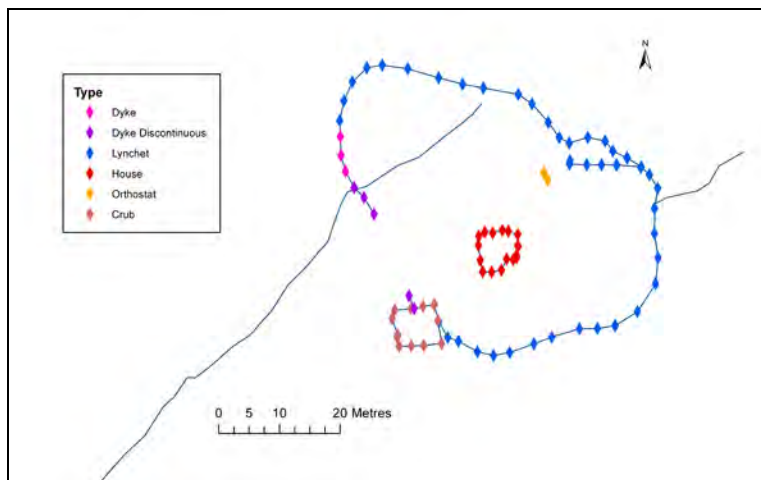 N
Type
Dyke
Dyke Discontinuous
Lynchet
House
Orthostat
Crub
0 5 10 20 Metres